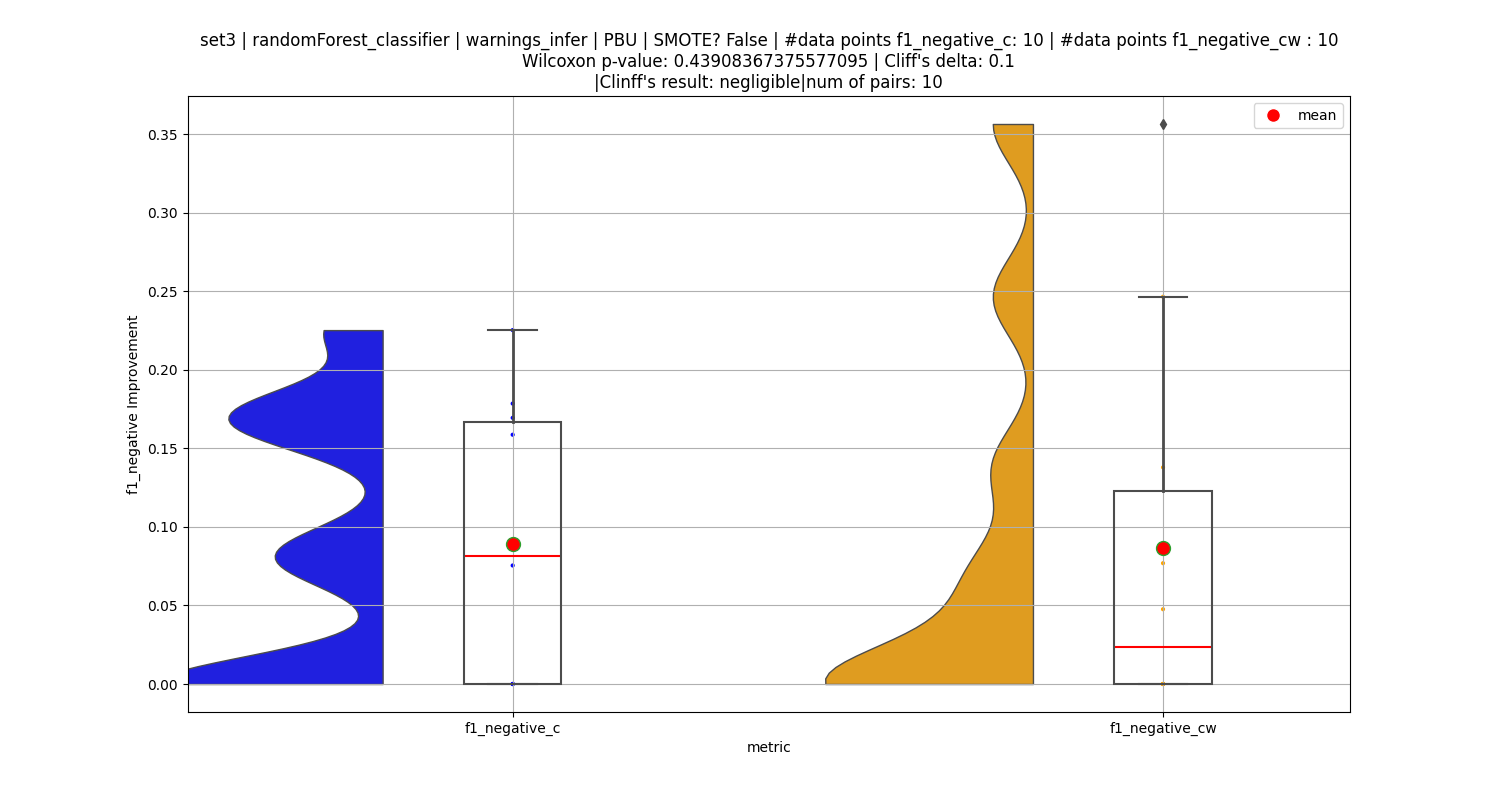 set3 | randomForest_classifier | warnings_infer | PBU | SMOTE? False | #data points f1_negative_c: 10 | #data points f1_negative_cw : 10
Wilcoxon p-value: 0.43908367375577095 | Cliff's delta: 0.1
|Clinff's result: negligible|num of pairs: 10
mean
0.35
0.30
0.25
0.20
0.15
0.10
0.05
0.00
f1_negative Improvement
f1_negative_c
f1_negative_cw
metric